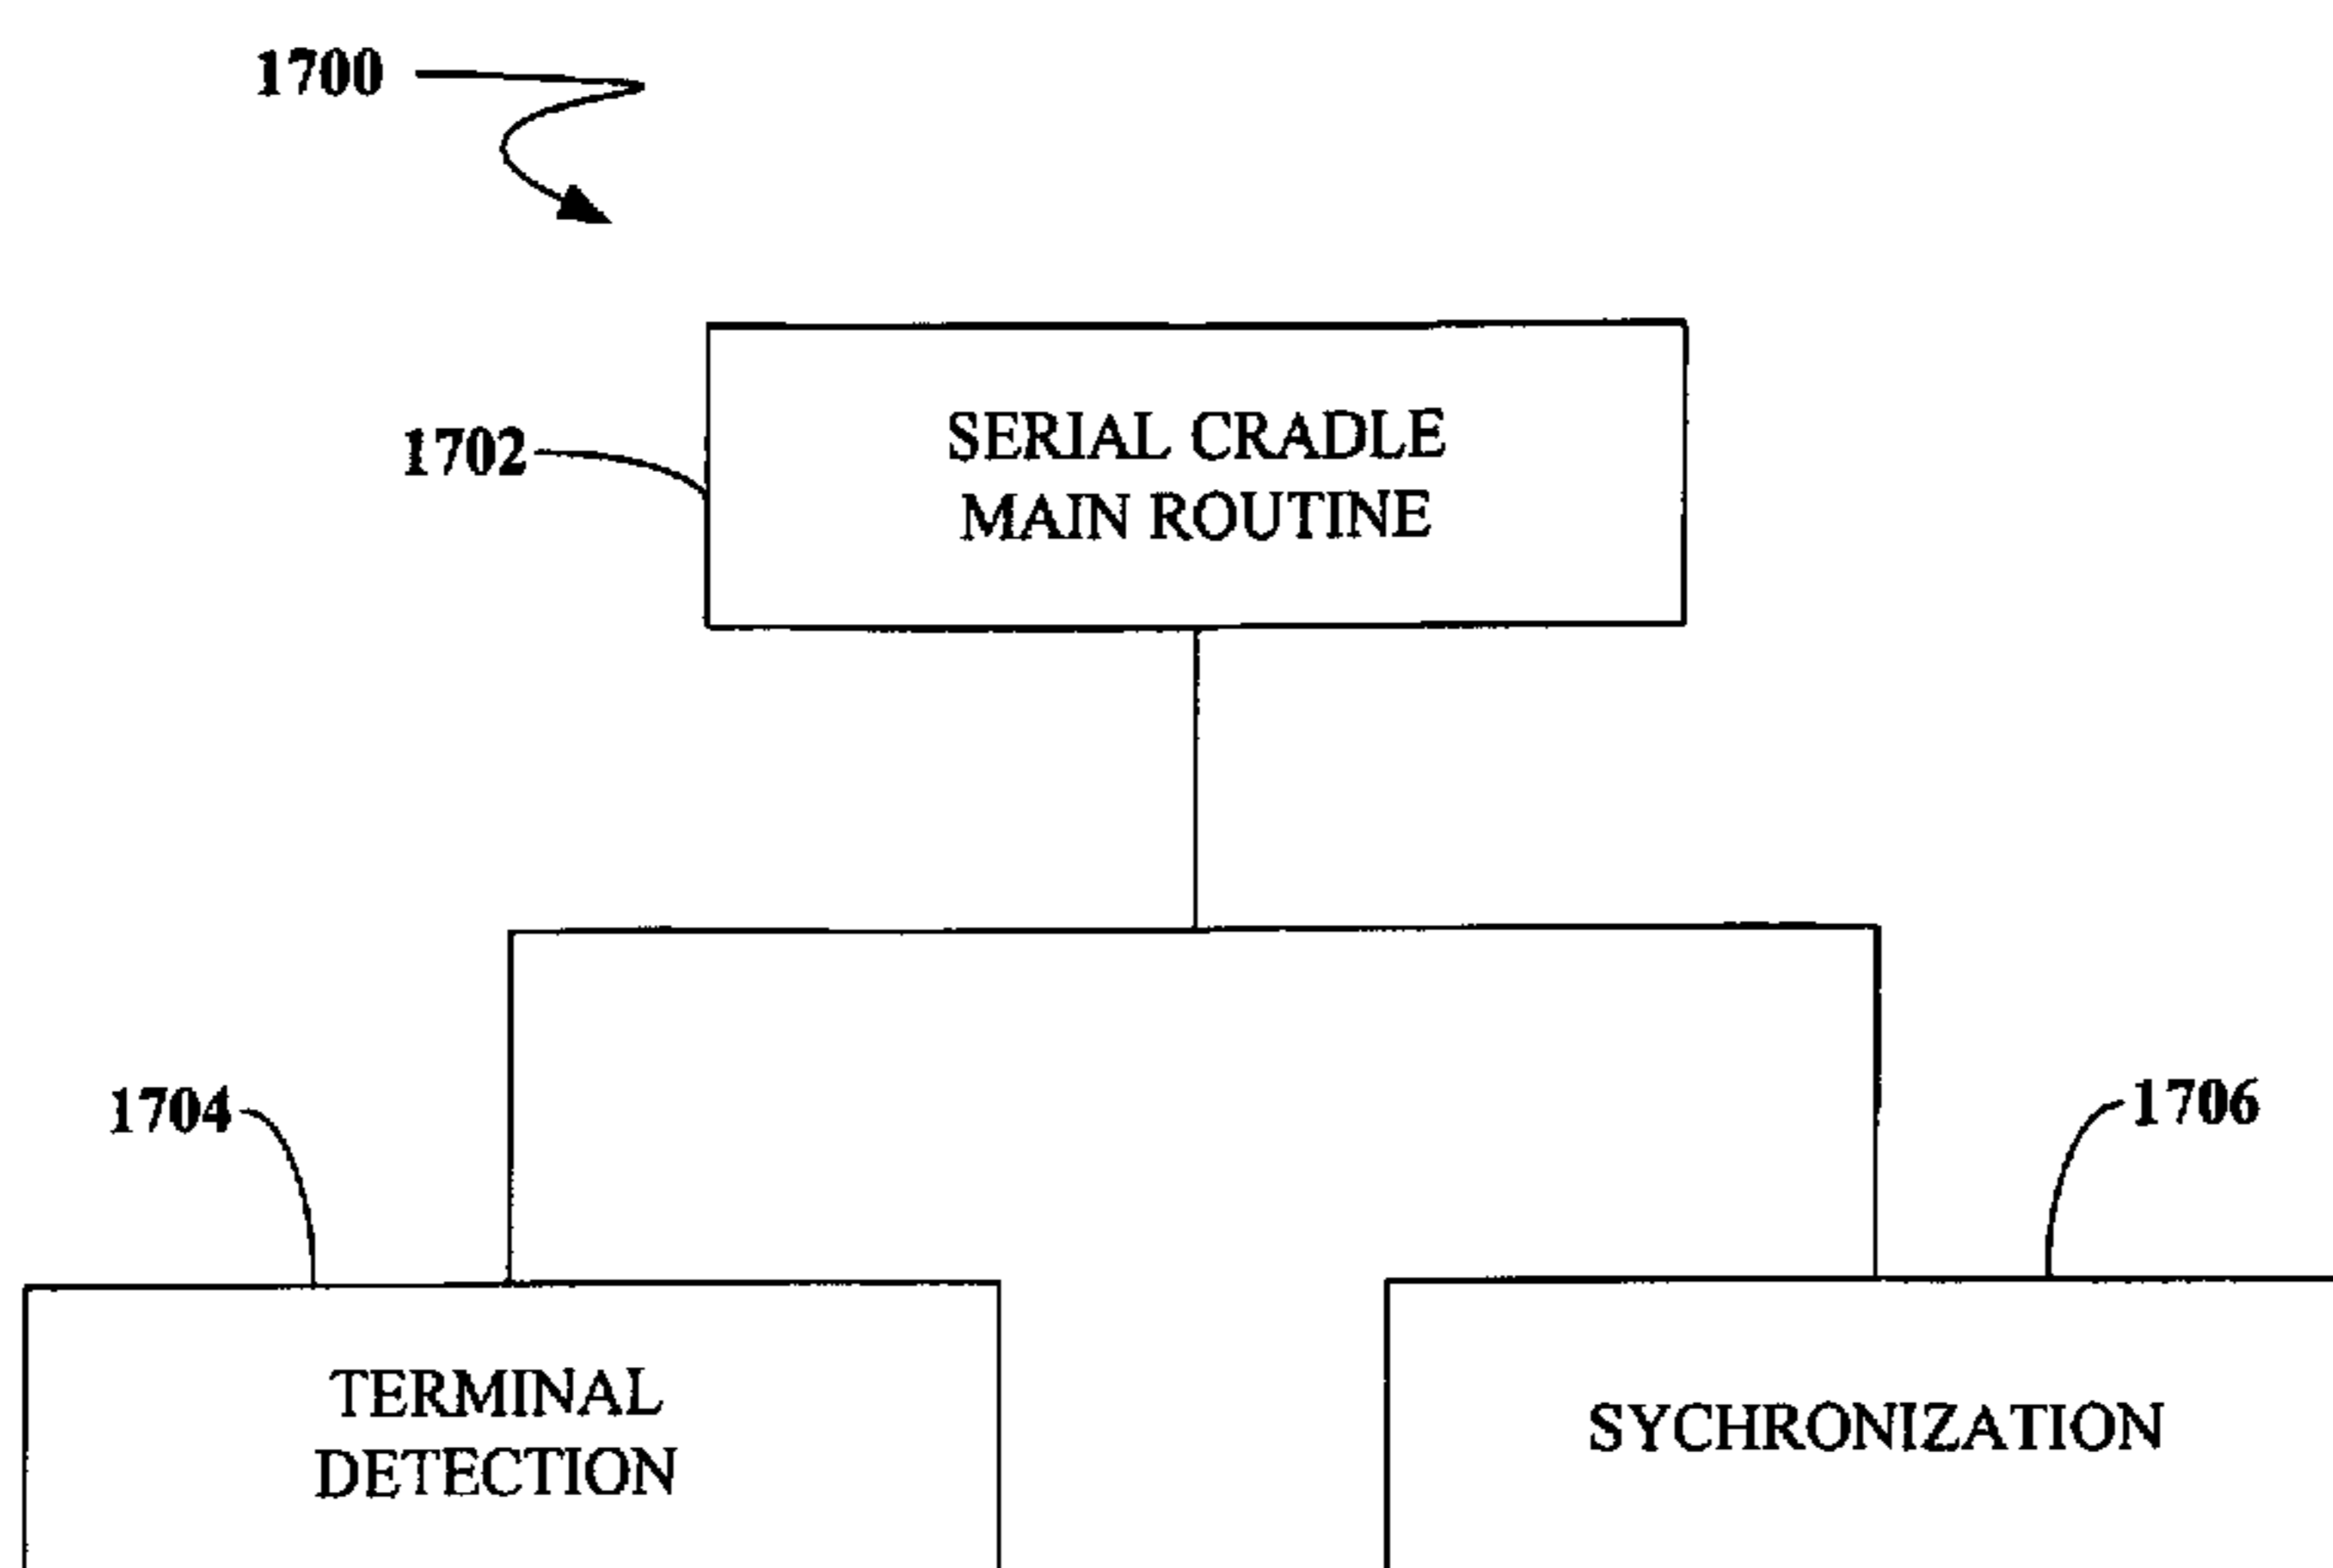 1700
1702
SERIAL CRADLE
MAIN ROUTINE
1704
1706
TERMINAL
DETECTION
SYCHRONIZATION